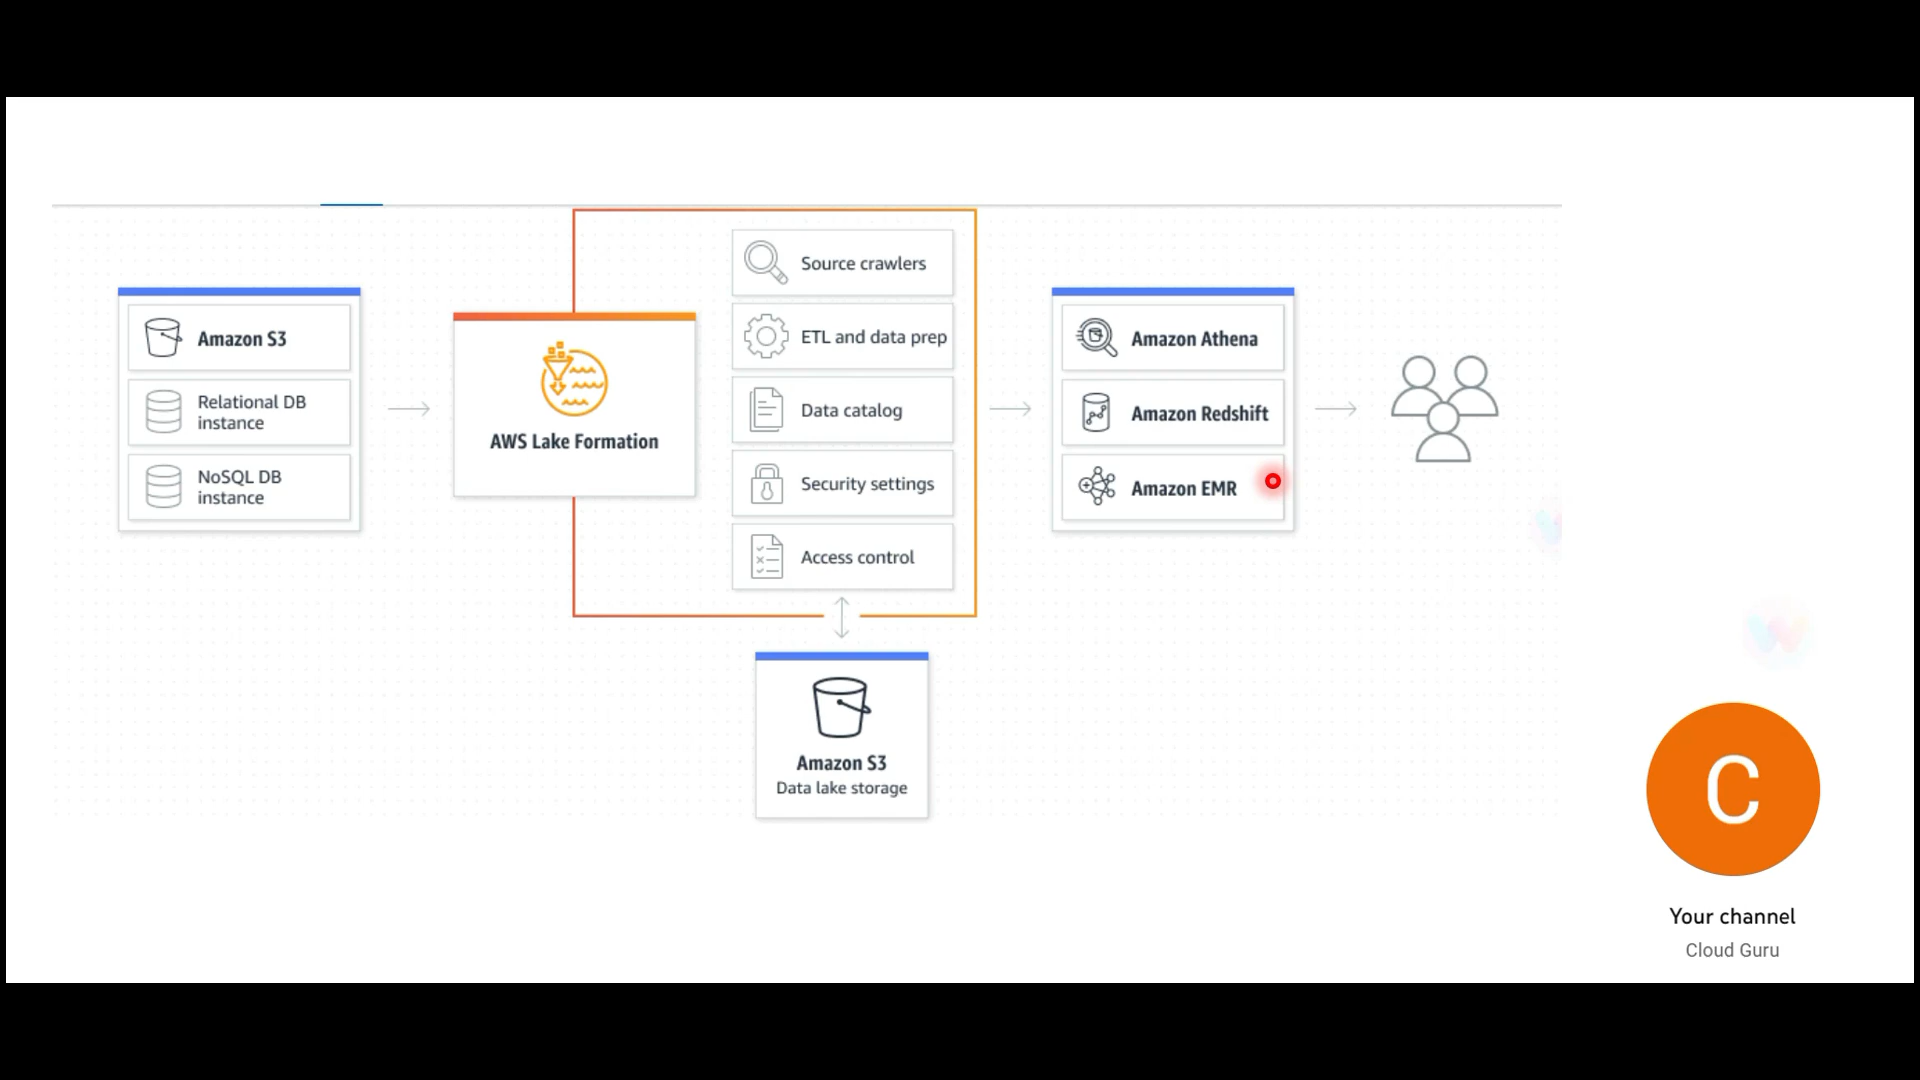 Amazon S3
Relational DB
instance
NoSQL DB
instance
AWS Lake Formation
Source crawlers
ETL and data prep
Data catalog
Security settings
Access control
Amazon S3
Data lake storage
Amazon Athena
Amazon Redshift
Amazon EMR
C
Your channel
Cloud Guru